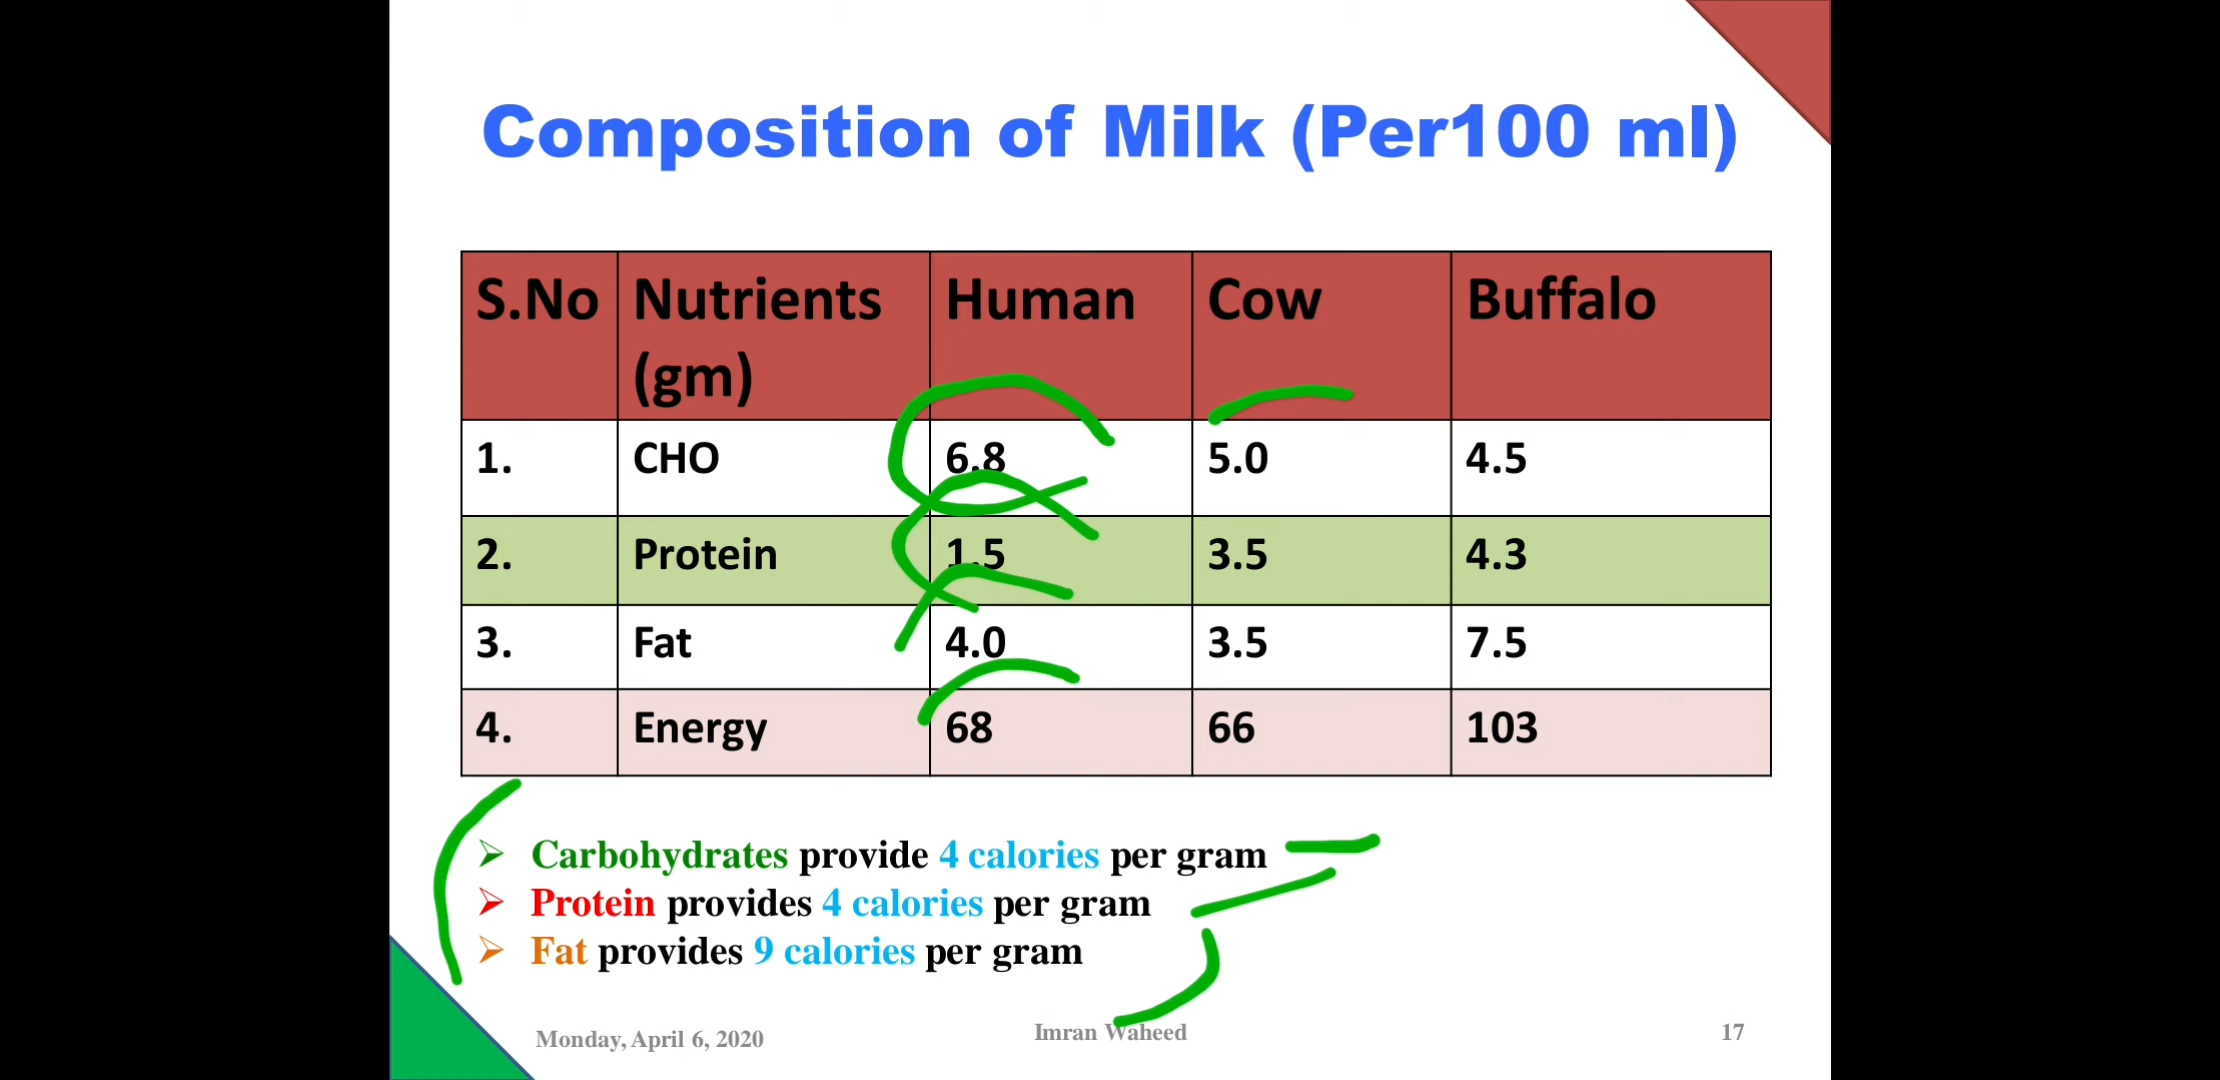 Composition of Milk (Per100 ml)
S.No Nutrients (gm) Human Cow Buffalo
1. CHO 6.8 5.0 4.5
2. Protein 1.5 3.5 4.3
3. Fat 4.0 3.5 7.5
4. Energy 68 66 103
Carbohydrates provide 4 calories per gram
Protein provides 4 calories per gram
Fat provides 9 calories per gram
Monday, April 6, 2020 Imran Waheed 17